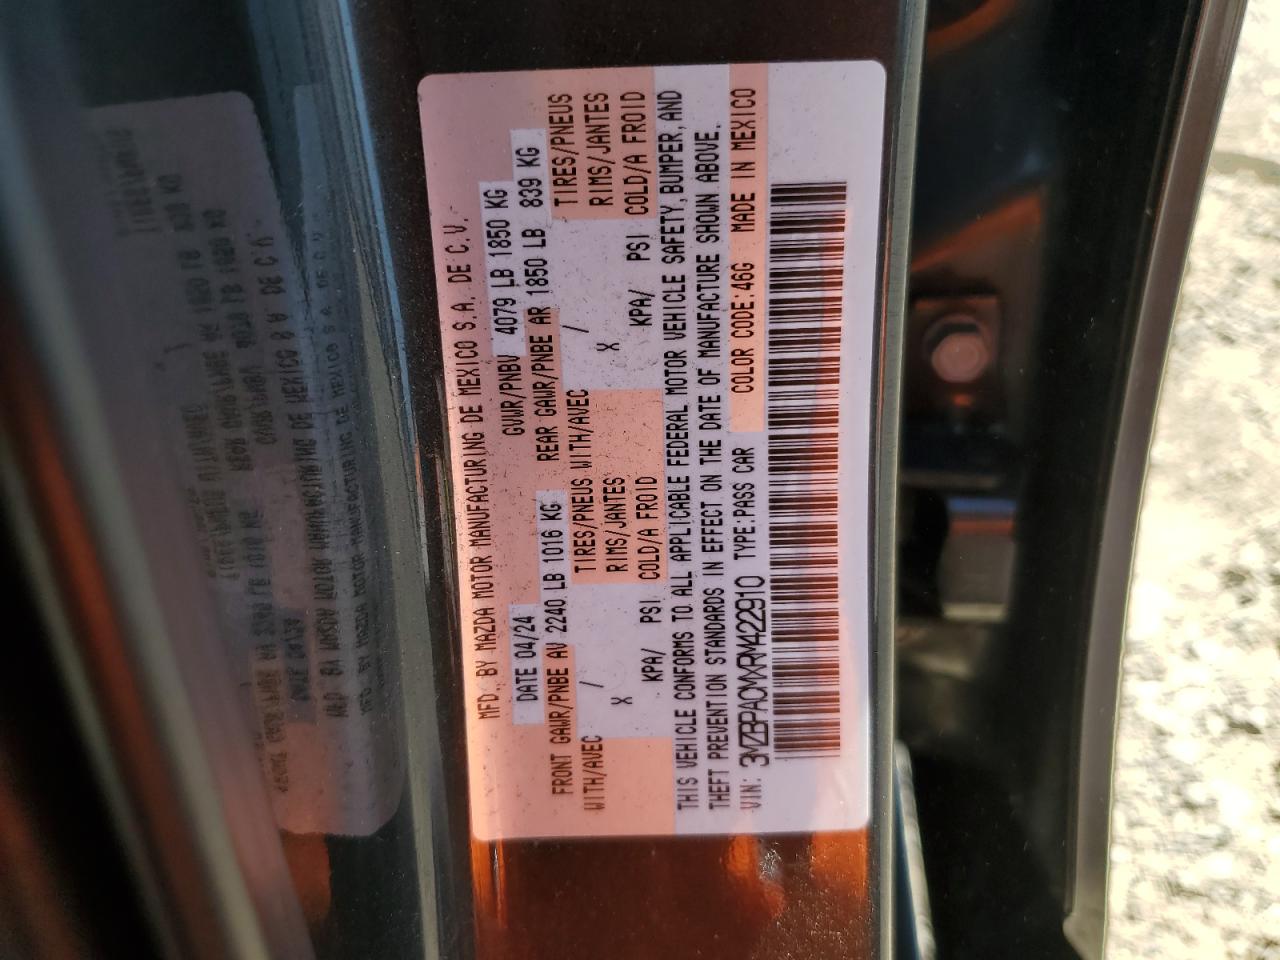 MFD BY MAZDA MOTOR MANUFACTURING DE MEXICO S.A. DE C.V.
DATE 04/24 GVWR/PNBV 4079 LB 1850 KG
FRONT GAWR/PNBE AV 2240 LB 1016 KG REAR GAWR/PNBE AR 1850 LB 839 KG
WITH/AVEC / TIRES/PNEUS WITH/AVEC / TIRES/PNEUS
X RIMS/JANTES X RIMS/JANTES
KPA/ PSI COLD/A FROID KPA/ PSI COLD/A FROID
THIS VEHICLE CONFORMS TO ALL APPLICABLE FEDERAL MOTOR VEHICLE SAFETY, BUMPER, AND
THEFT PREVENTION STANDARDS IN EFFECT ON THE DATE OF MANUFACTURE SHOWN ABOVE.
VIN: 3MZBPACMXRM422910 TYPE:PASS CAR COLOR CODE:46G MADE IN MEXICO